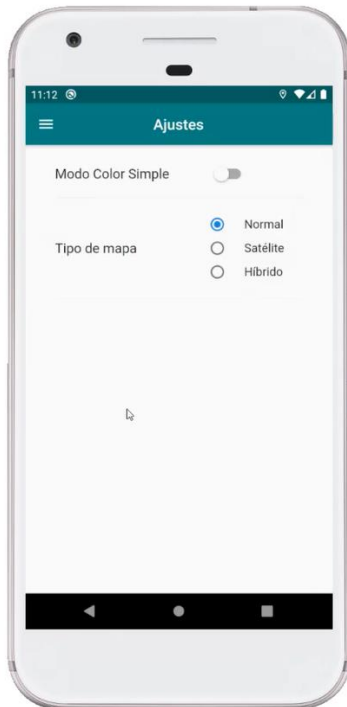 11:12
Ajustes
Modo Color Simple
Normal
Tipo de mapa
Satélite
Híbrido